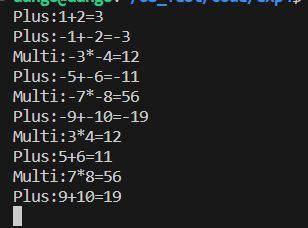 Plus:1+2=3
Plus:-1+-2=-3
Multi:-3*-4=12
Plus:-5+-6=-11
Multi:-7*-8=56
Plus:-9+-10=-19
Multi:3*4=12
Plus:5+6=11
Multi:7*8=56
Plus:9+10=19